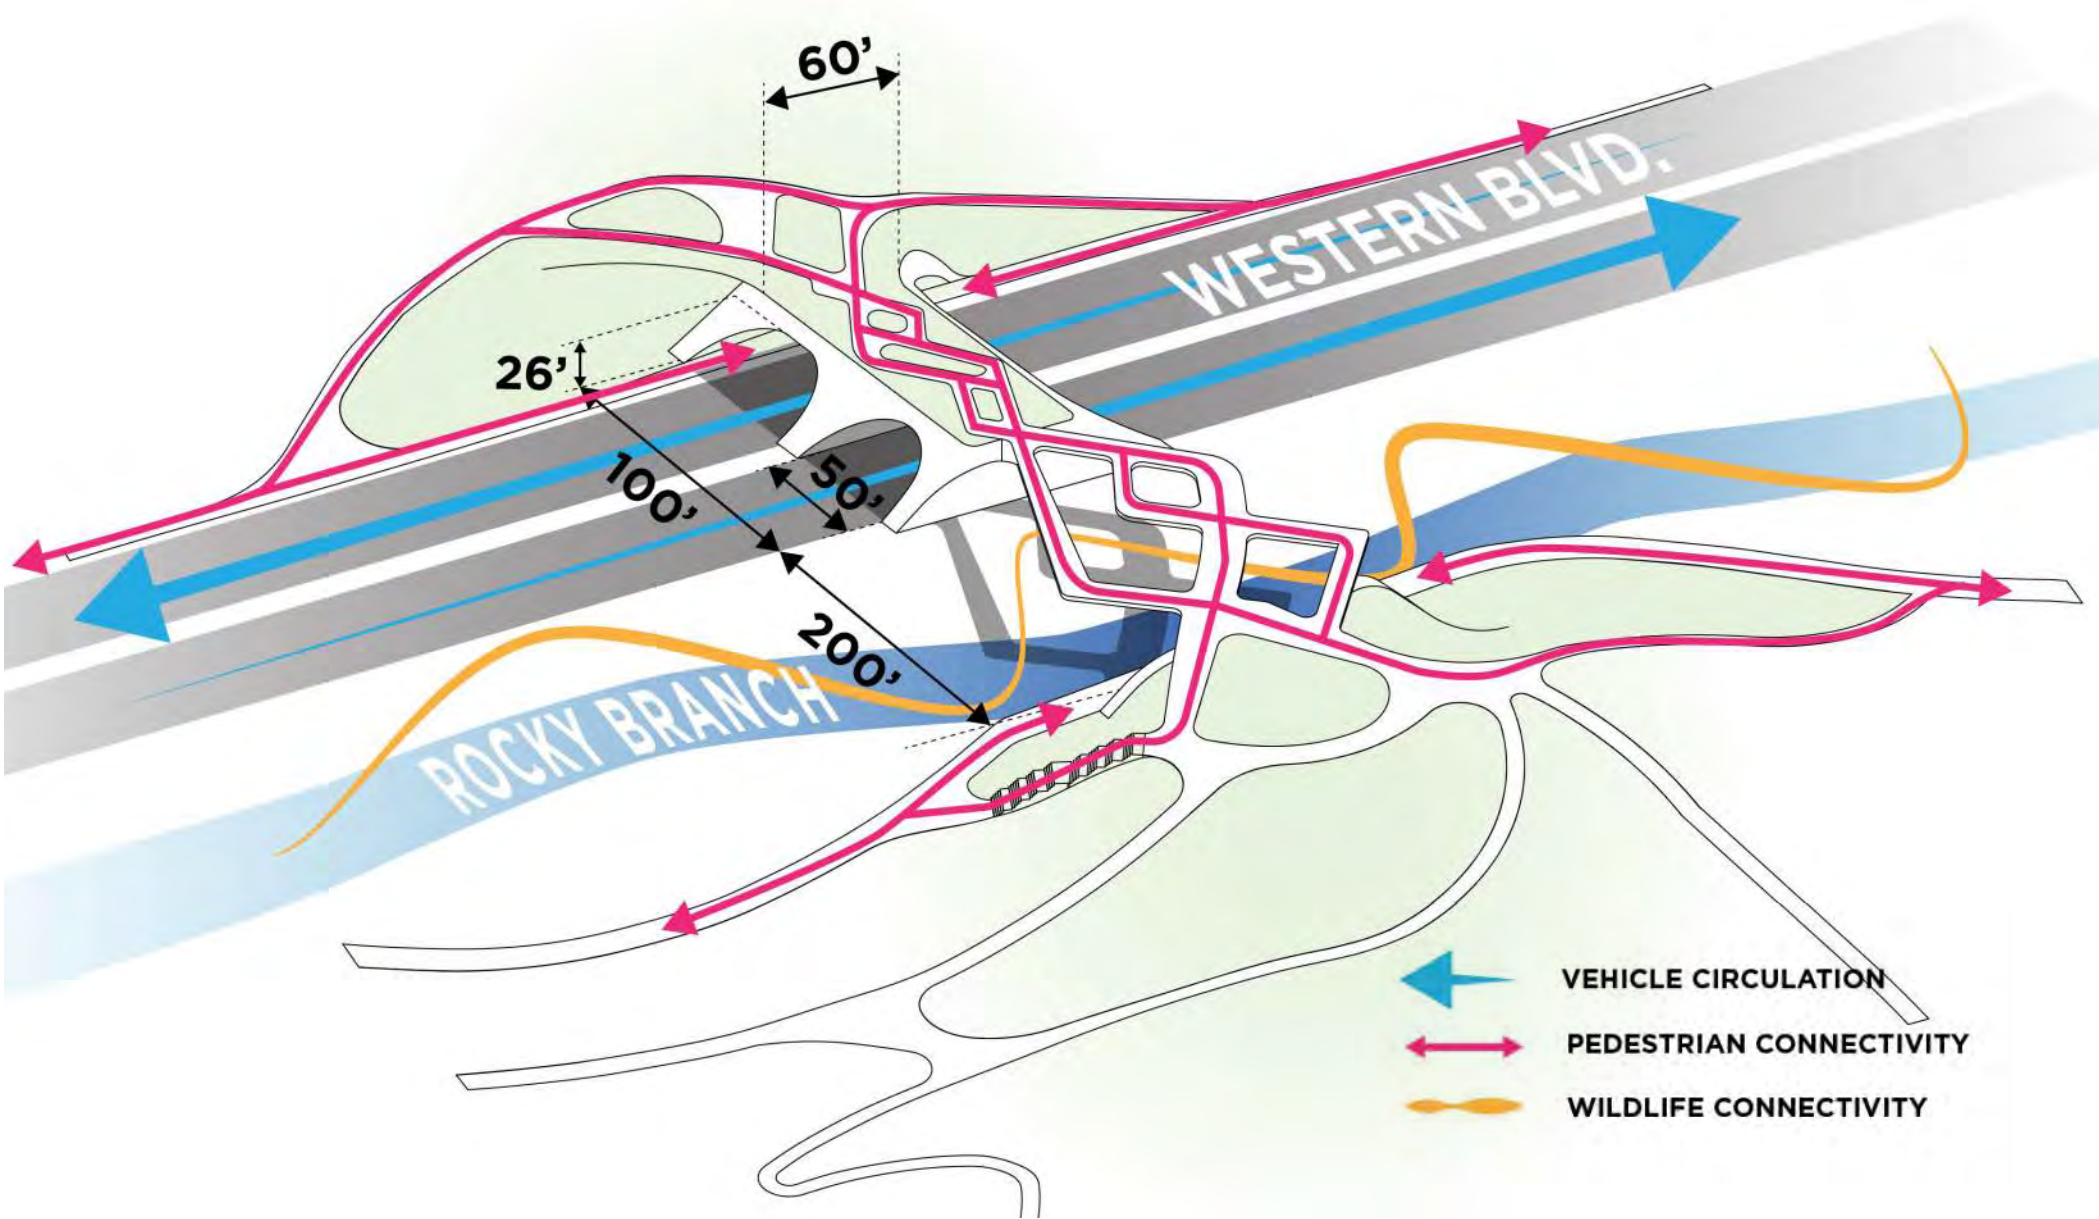 60’
WESTERN BLVD.
26’
100’
50’
200’
ROCKY BRANCH
VEHICLE CIRCULATION
PEDESTRIAN CONNECTIVITY
WILDLIFE CONNECTIVITY